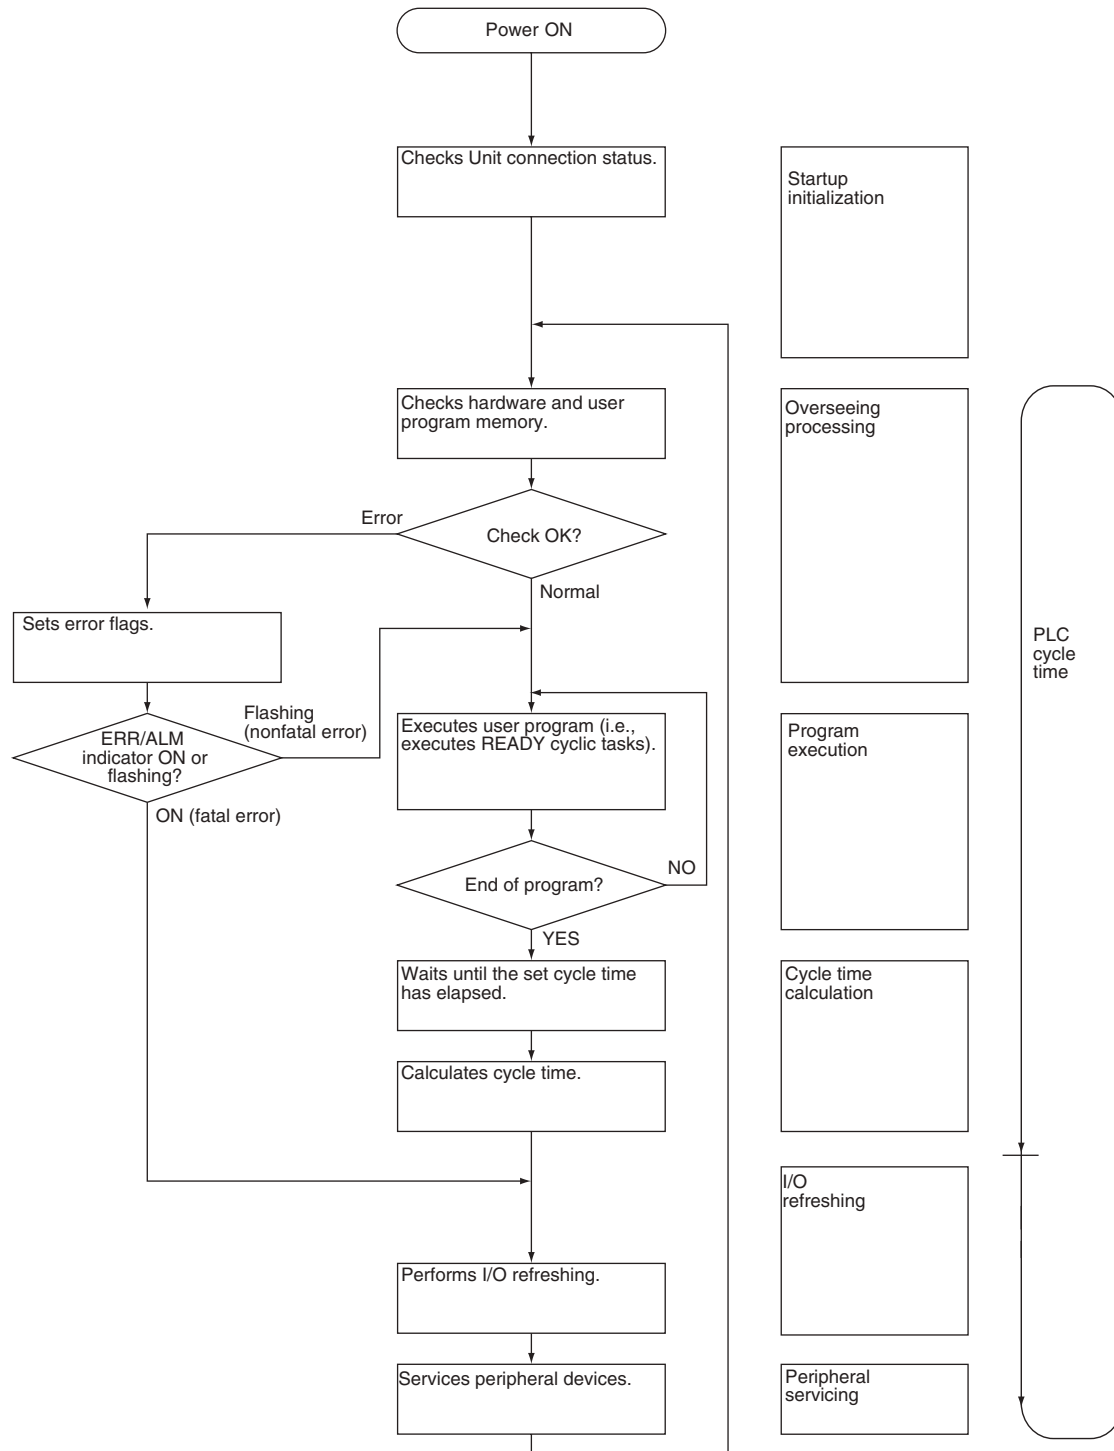 Power ON
Checks Unit connection status.
Startup
initialization
Checks hardware and user
program memory.
Overseeing
processing
Error
Check OK?
Normal
Sets error flags.
PLC
cycle
time
Flashing
(nonfatal error)
ERR/ALM
indicator ON or
flashing?
ON (fatal error)
Executes user program (i.e.,
executes READY cyclic tasks).
Program
execution
NO
End of program?
YES
Waits until the set cycle time
has elapsed.
Cycle time
calculation
Calculates cycle time.
I/O
refreshing
Performs I/O refreshing.
Services peripheral devices.
Peripheral
servicing